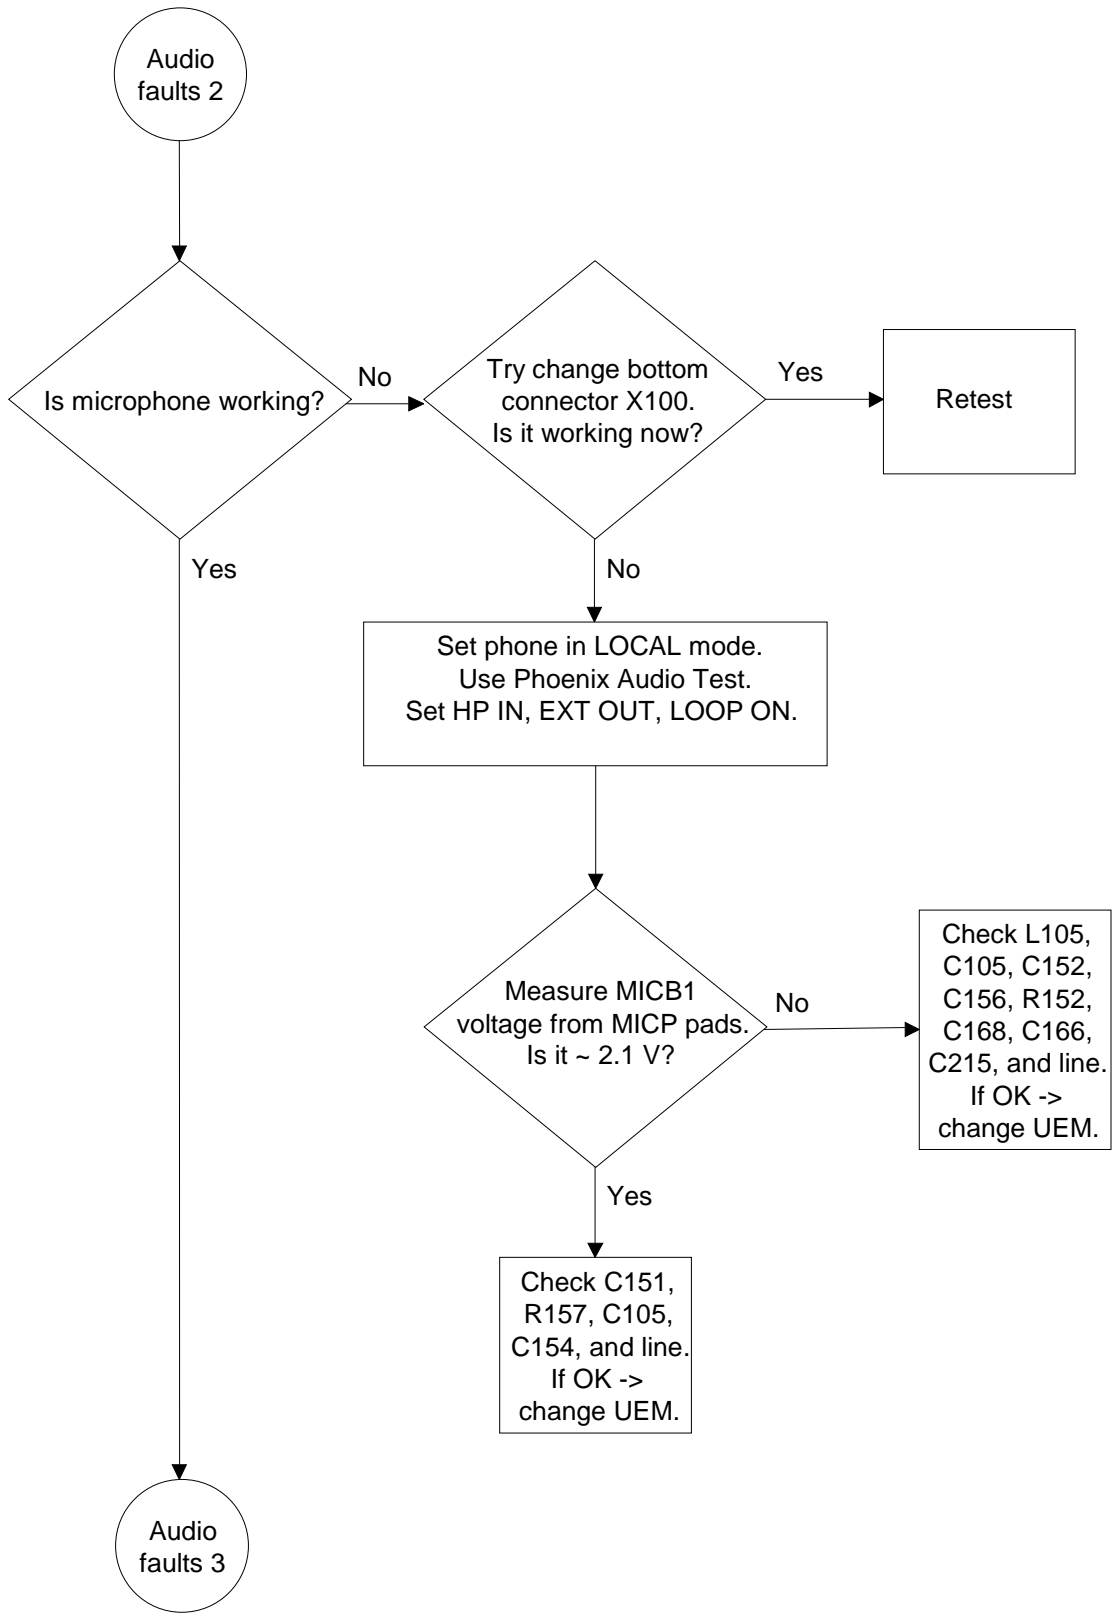 Audio
faults 2
Is microphone working?
No
Try change bottom
connector X100.
Is it working now?
Yes
Retest
Yes
No
Set phone in LOCAL mode.
Use Phoenix Audio Test.
Set HP IN, EXT OUT, LOOP ON.
Measure MICB1
voltage from MICP pads.
Is it ~ 2.1 V?
No
Check L105,
C105, C152,
C156, R152,
C168, C166,
C215, and line.
If OK ->
change UEM.
Yes
Check C151,
R157, C105,
C154, and line.
If OK ->
change UEM.
Audio
faults 3